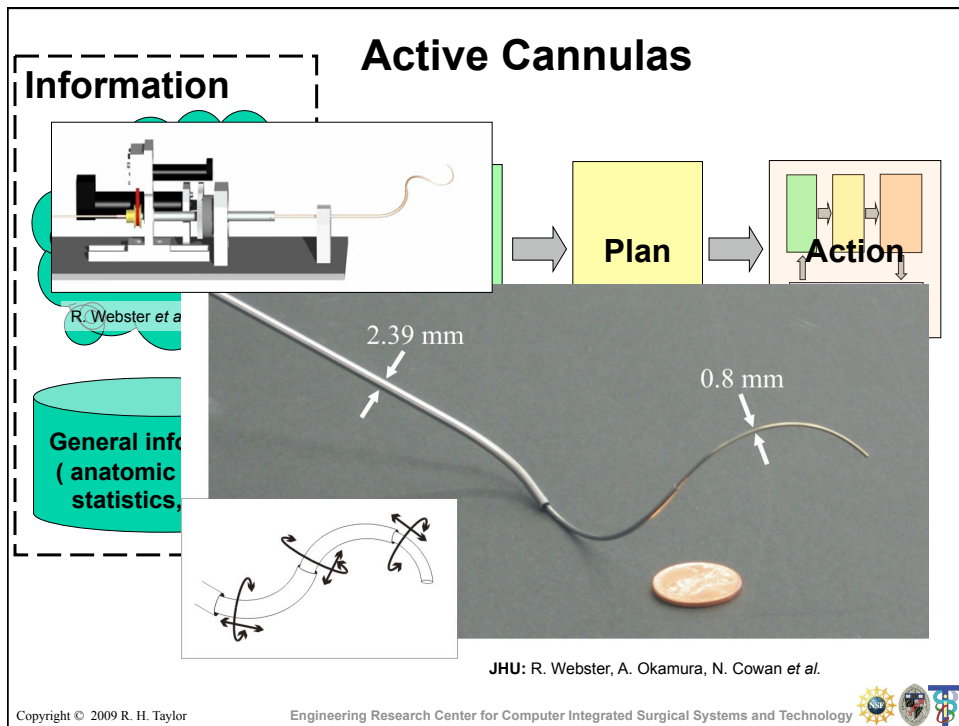 Active Cannulas
Information
Plan
Action
R. Webster et a
2.39 mm
0.8 mm
General info
( anatomic
statistics,
JHU: R. Webster, A. Okamura, N. Cowan et al.
Copyright © 2009 R. H. Taylor
Engineering Research Center for Computer Integrated Surgical Systems and Technology
NSF